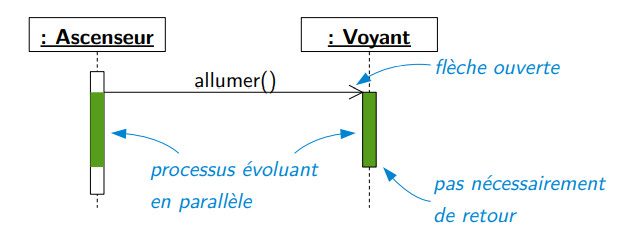 : Ascenseur
: Voyant
allumer()
flèche ouverte
processus évoluant
en parallèle
pas nécessairement
de retour